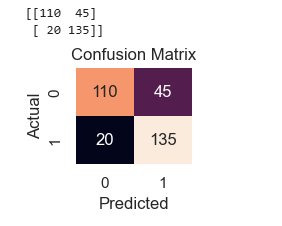 [[110  45]
 [ 20 135]]
Confusion Matrix
Actual
0
110 45
1
20 135
0 1
Predicted